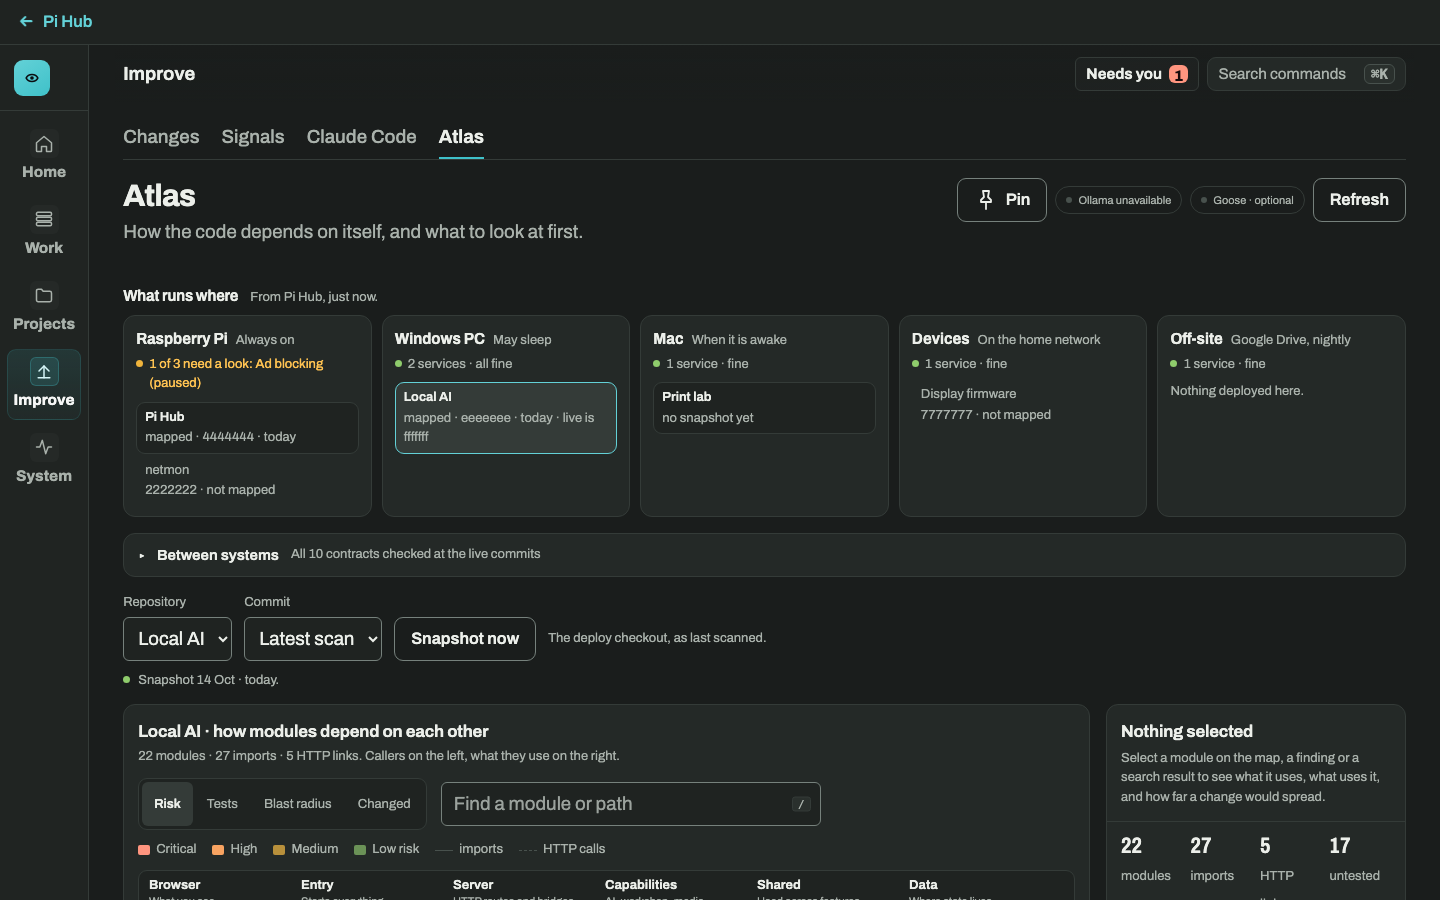 ← Pi Hub
Improve
Needs you 1
Search commands ⌘K
Home
Work
Projects
Improve
System
Changes Signals Claude Code Atlas
Atlas
How the code depends on itself, and what to look at first.
Pin
Ollama unavailable
Goose · optional
Refresh
What runs where From Pi Hub, just now.
Raspberry Pi Always on
1 of 3 need a look: Ad blocking
(paused)
Pi Hub
mapped · 4444444 · today
netmon
2222222 · not mapped
Windows PC May sleep
2 services · all fine
Local AI
mapped · eeeeeee · today · live is
fffffff
Mac When it is awake
1 service · fine
Print lab
no snapshot yet
Devices On the home network
1 service · fine
Display firmware
7777777 · not mapped
Off-site Google Drive, nightly
1 service · fine
Nothing deployed here.
Between systems All 10 contracts checked at the live commits
Repository Commit
Local AI
Latest scan
Snapshot now
The deploy checkout, as last scanned.
Snapshot 14 Oct · today.
Local AI · how modules depend on each other
22 modules · 27 imports · 5 HTTP links. Callers on the left, what they use on the right.
Risk Tests Blast radius Changed
Find a module or path /
Critical High Medium Low risk imports HTTP calls
Browser Entry Server Capabilities Shared Data
Nothing selected
Select a module on the map, a finding or a
search result to see what it uses, what uses it,
and how far a change would spread.
22 27 5 17
modules imports HTTP untested